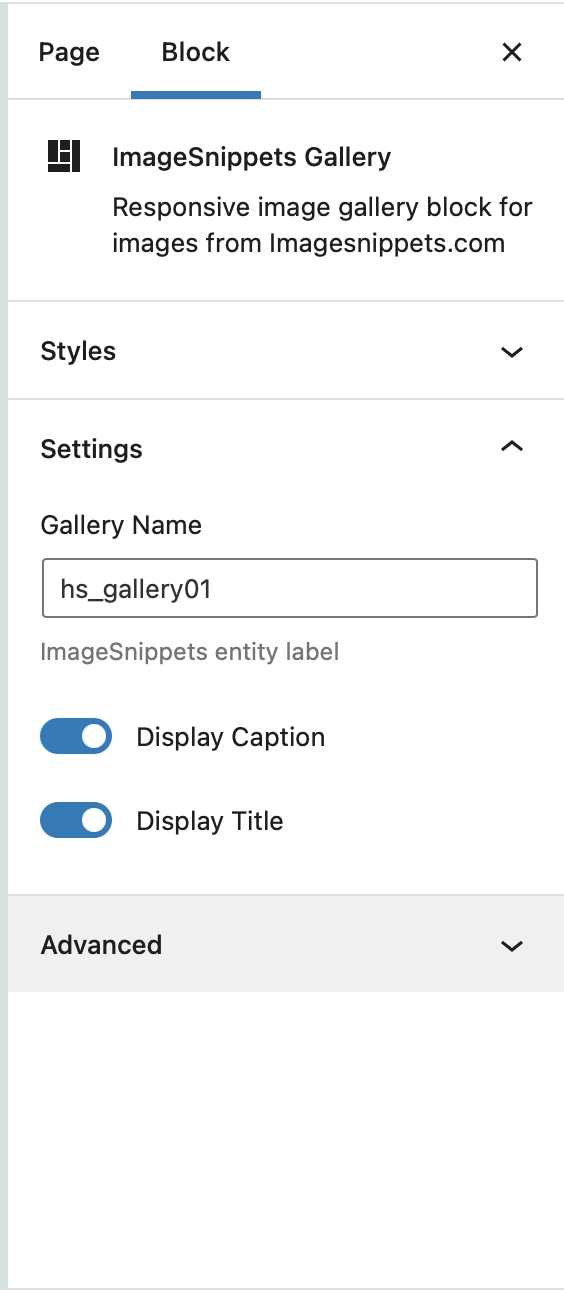 Page Block
ImageSnippets Gallery
Responsive image gallery block for
images from Imagesnippets.com
Styles
Settings
Gallery Name
hs_gallery01
ImageSnippets entity label
Display Caption
Display Title
Advanced